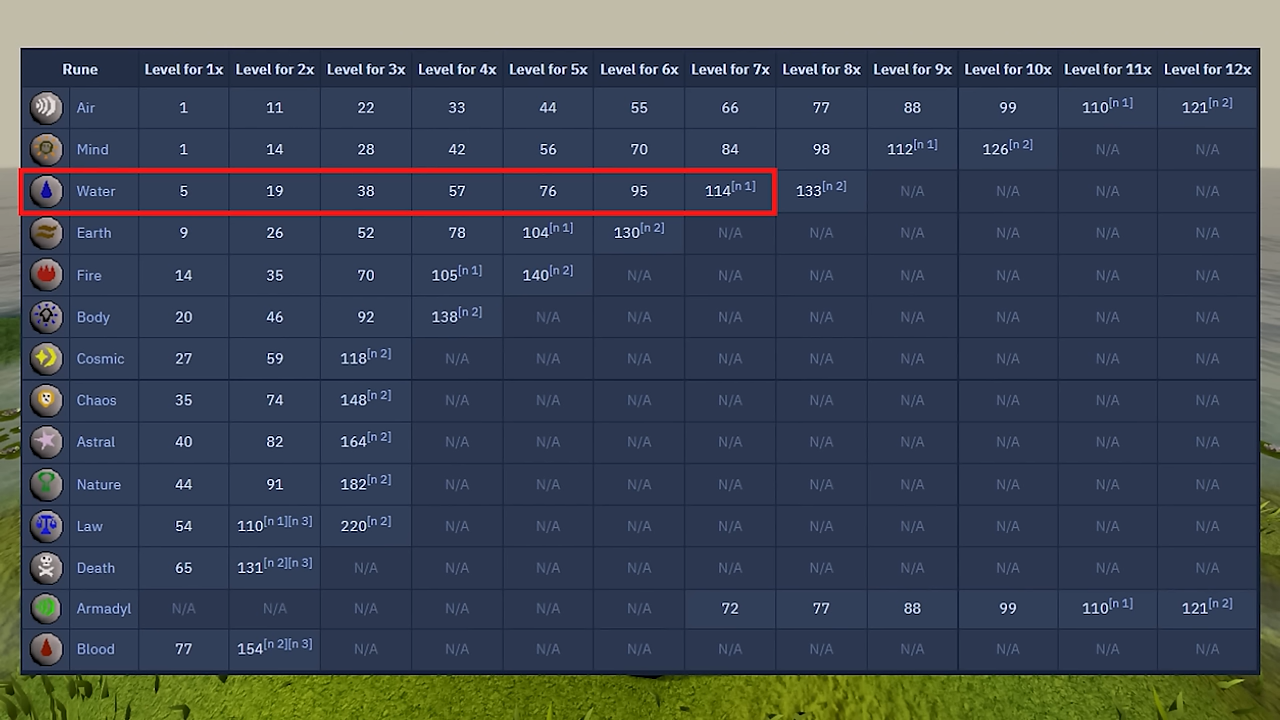 Rune Level for 1x Level for 2x Level for 3x Level for 4x Level for 5x Level for 6x Level for 7x Level for 8x Level for 9x Level for 10x Level for 11x Level for 12x
Air 1 11 22 33 44 55 66 77 88 99 110[n 1] 121[n 2]
Mind 1 14 28 42 56 70 84 98 112[n 1] 126[n 2] N/A N/A
Water 5 19 38 57 76 95 114[n 1] 133[n 2] N/A N/A N/A N/A
Earth 9 26 52 78 104[n 1] 130[n 2] N/A N/A N/A N/A N/A N/A
Fire 14 35 70 105[n 1] 140[n 2] N/A N/A N/A N/A N/A N/A N/A
Body 20 46 92 138[n 2] N/A N/A N/A N/A N/A N/A N/A N/A
Cosmic 27 59 118[n 2] N/A N/A N/A N/A N/A N/A N/A N/A N/A
Chaos 35 74 148[n 2] N/A N/A N/A N/A N/A N/A N/A N/A N/A
Astral 40 82 164[n 2] N/A N/A N/A N/A N/A N/A N/A N/A N/A
Nature 44 91 182[n 2] N/A N/A N/A N/A N/A N/A N/A N/A N/A
Law 54 110[n 1][n 3] 220[n 2] N/A N/A N/A N/A N/A N/A N/A N/A N/A
Death 65 131[n 2][n 3] N/A N/A N/A N/A N/A N/A N/A N/A N/A N/A
Armadyl N/A N/A N/A N/A N/A N/A 72 77 88 99 110[n 1] 121[n 2]
Blood 77 154[n 2][n 3] N/A N/A N/A N/A N/A N/A N/A N/A N/A N/A